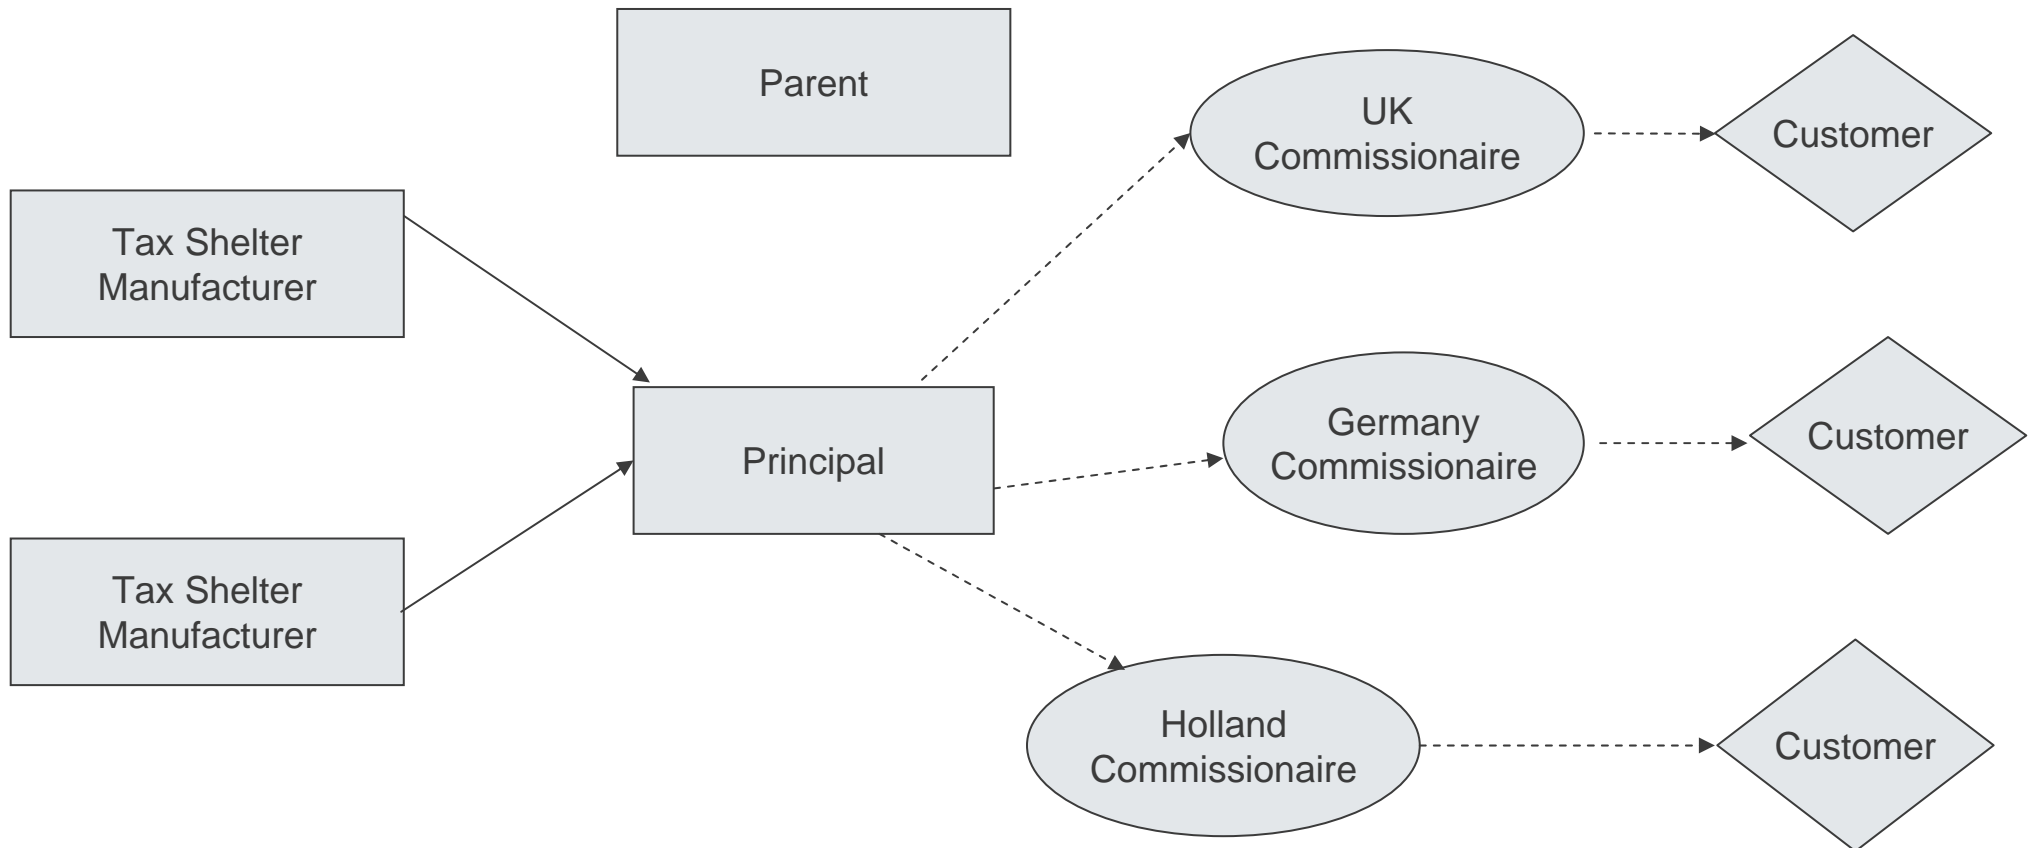 Parent
UK
Commissionaire
Customer
Tax Shelter
Manufacturer
Principal
Germany
Commissionaire
Customer
Tax Shelter
Manufacturer
Holland
Commissionaire
Customer